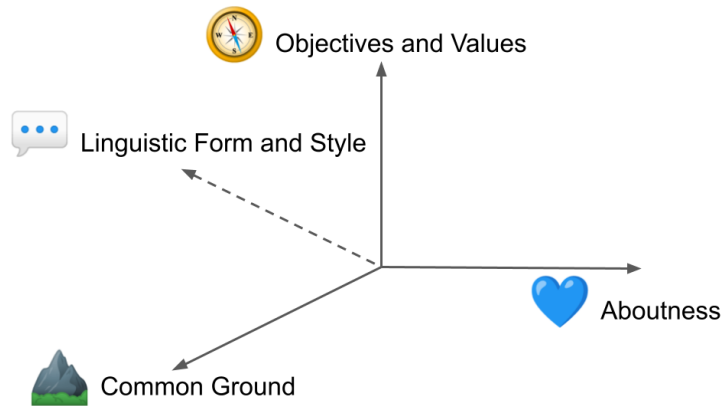 Objectives and Values
Linguistic Form and Style
Aboutness
Common Ground
N
W E
S